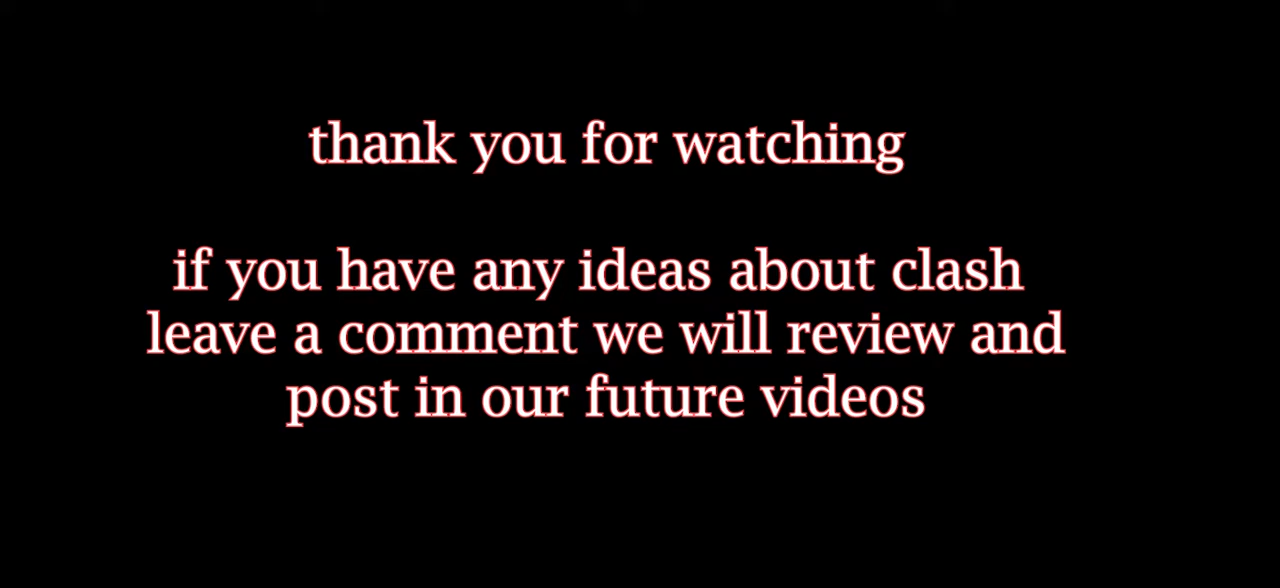 thank you for watching
if you have any ideas about clash
leave a comment we will review and
post in our future videos